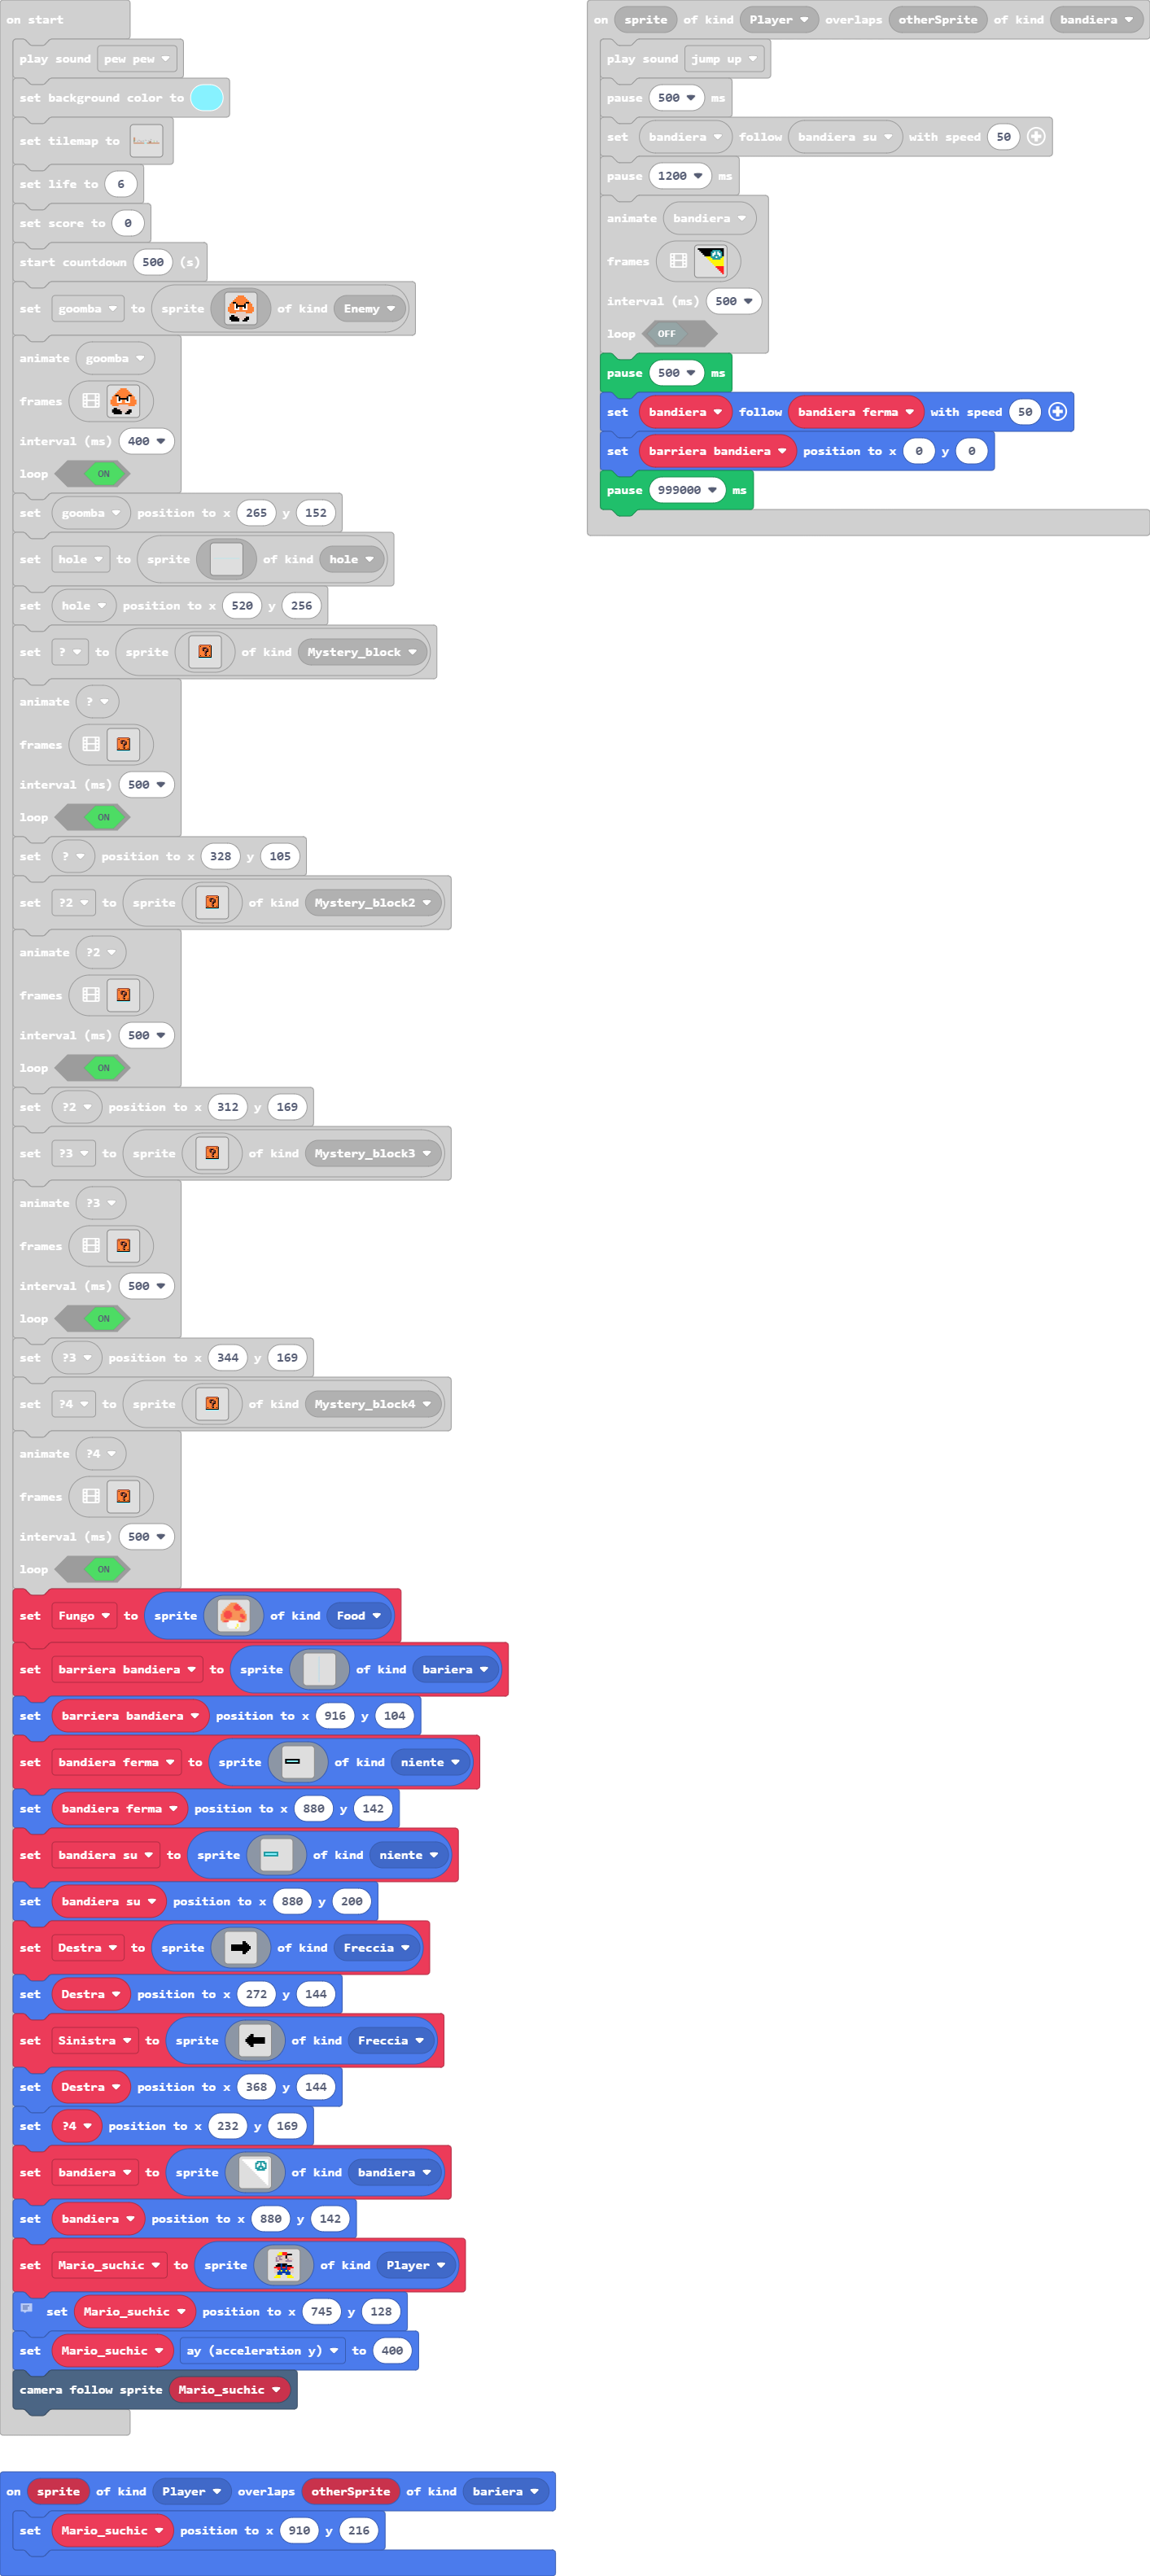 on start
play sound pew pew
set background color to
set tilemap to
set life to 6
set score to 0
start countdown 500 (s)
set goomba to sprite of kind Enemy
animate goomba
frames
interval (ms) 400
loop ON
set goomba position to x 265 y 152
set hole to sprite of kind hole
set hole position to x 520 y 256
set ? to sprite ? of kind Mystery_block
animate ?
frames ?
interval (ms) 500
loop ON
set ? position to x 328 y 105
set ?2 to sprite ? of kind Mystery_block2
animate ?2
frames ?
interval (ms) 500
loop ON
set ?2 position to x 312 y 169
set ?3 to sprite ? of kind Mystery_block3
animate ?3
frames ?
interval (ms) 500
loop ON
set ?3 position to x 344 y 169
set ?4 to sprite ? of kind Mystery_block4
animate ?4
frames ?
interval (ms) 500
loop ON
set Fungo to sprite of kind Food
set barriera bandiera to sprite of kind bariera
set barriera bandiera position to x 916 y 104
set bandiera ferma to sprite of kind niente
set bandiera ferma position to x 880 y 142
set bandiera su to sprite of kind niente
set bandiera su position to x 880 y 200
set Destra to sprite of kind Freccia
set Destra position to x 272 y 144
set Sinistra to sprite of kind Freccia
set Destra position to x 368 y 144
set ?4 position to x 232 y 169
set bandiera to sprite of kind bandiera
set bandiera position to x 880 y 142
set Mario_suchic to sprite of kind Player
set Mario_suchic position to x 745 y 128
set Mario_suchic ay (acceleration y) to 400
camera follow sprite Mario_suchic
on sprite of kind Player overlaps otherSprite of kind bariera
set Mario_suchic position to x 910 y 216
on sprite of kind Player overlaps otherSprite of kind bandiera
play sound jump up
pause 500 ms
set bandiera follow bandiera su with speed 50
pause 1200 ms
animate bandiera
frames
interval (ms) 500
loop OFF
pause 500 ms
set bandiera follow bandiera ferma with speed 50
set barriera bandiera position to x 0 y 0
pause 999000 ms